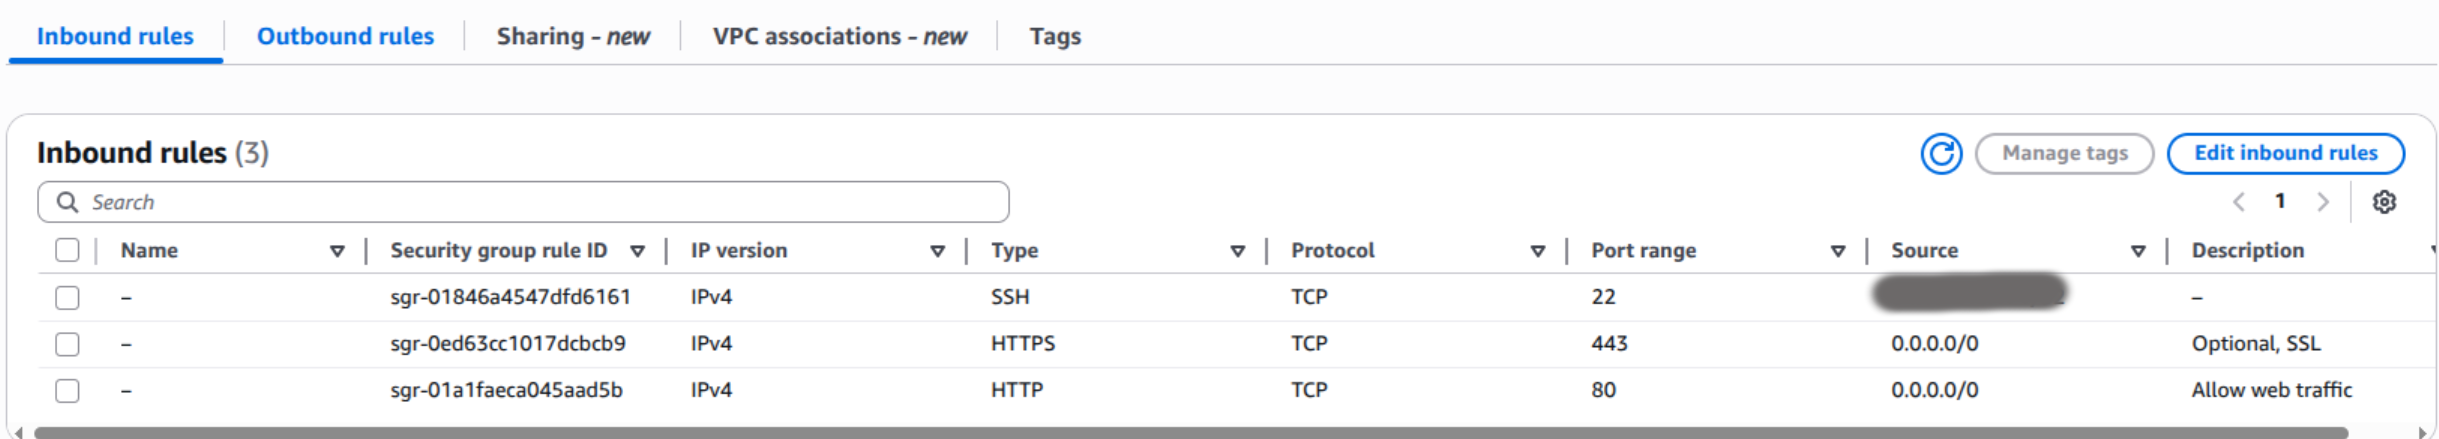 Inbound rules Outbound rules Sharing - new VPC associations - new Tags
Inbound rules (3) Manage tags Edit inbound rules
Search 1
Name Security group rule ID IP version Type Protocol Port range Source Description
– sgr-01846a4547dfd6161 IPv4 SSH TCP 22 –
– sgr-0ed63cc1017dcbcb9 IPv4 HTTPS TCP 443 0.0.0.0/0 Optional, SSL
– sgr-01a1faeca045aad5b IPv4 HTTP TCP 80 0.0.0.0/0 Allow web traffic